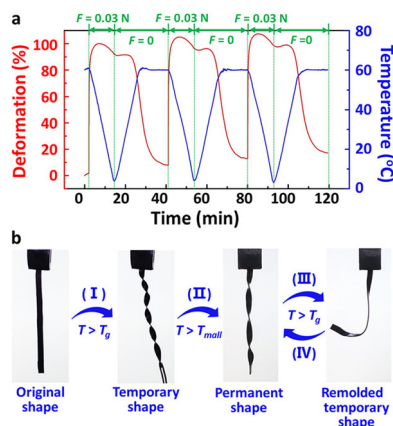 a
F = 0.03 N F = 0.03 N F = 0.03 N
F = 0 F = 0 F =0
100
80
60
40
20
0
Deformation (%)
80
60
40
20
0
Temperature (ºC)
0 20 40 60 80 100 120
Time (min)
b
(I) (II) (III)
T > Tg T > Tmall T > Tg
(IV)
Original shape Temporary shape Permanent shape Remolded temporary shape